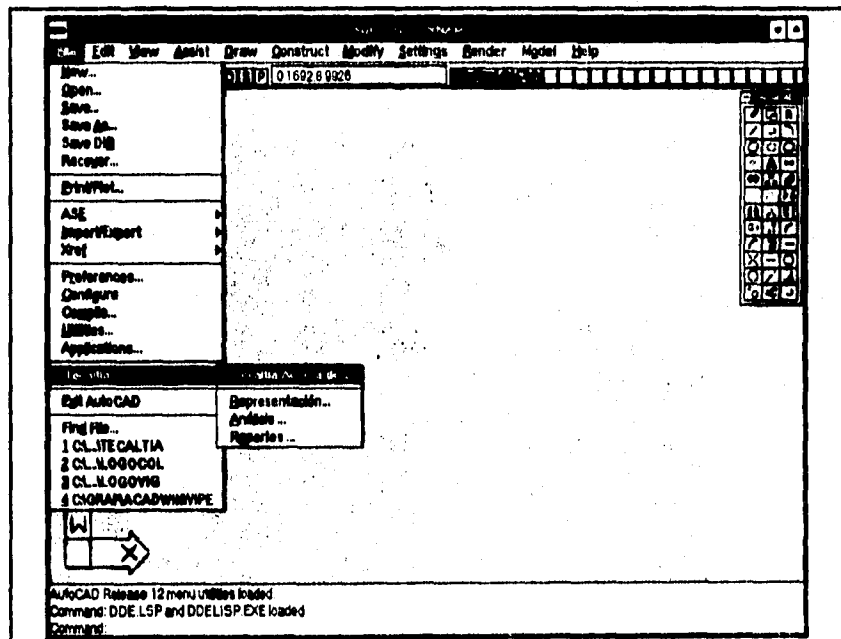 Edit View Assist Draw Construct Modify Settings Render Model Help
New...
Open...
Save...
Save As...
Save DIB
Recover...
Print/Plot...
ASE
Import/Export
Xref
Preferences...
Configure
Compile...
Utilities...
Applications...
Exit AutoCAD
Find File...
P 0.1692,8.9926
Representación...
Análisis ...
Reportes ...
1 C:\...\TECALTIA
2 C:\...\LOGOCOL
3 C:\...\LOGOVIG
W
X
AutoCAD Release 12 menu utilities loaded
Command: DDE.LSP and DDELISP.EXE loaded
Command: